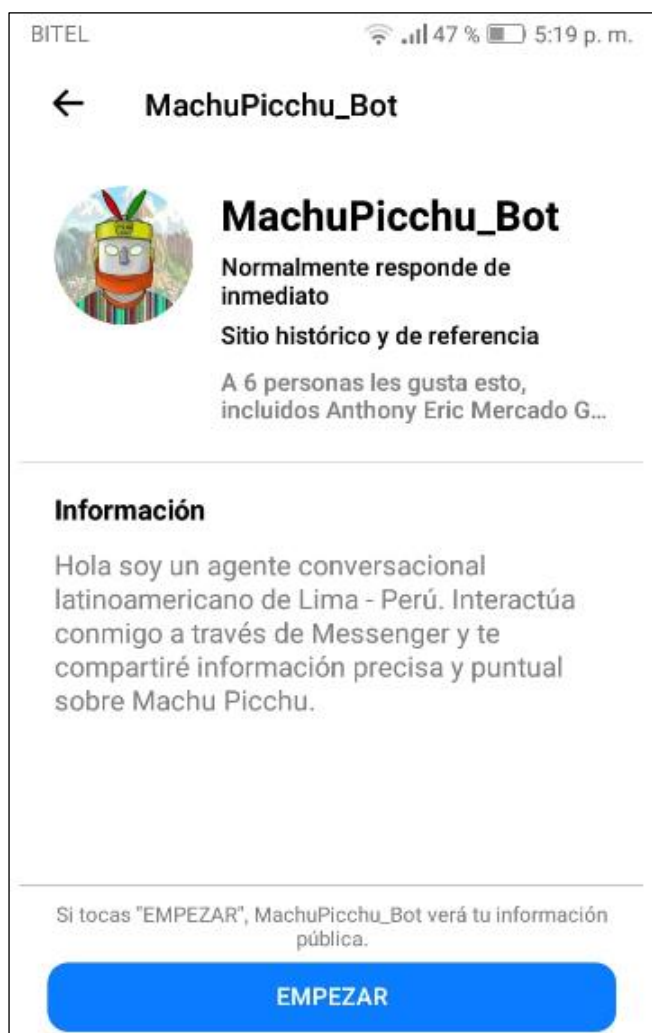 BITEL 47 % 5:19 p. m.
MachuPicchu_Bot
MachuPicchu_Bot
Normalmente responde de
inmediato
Sitio histórico y de referencia
A 6 personas les gusta esto,
incluidos Anthony Eric Mercado G...
Información
Hola soy un agente conversacional
latinoamericano de Lima - Perú. Interactúa
conmigo a través de Messenger y te
compartiré información precisa y puntual
sobre Machu Picchu.
Si tocas "EMPEZAR", MachuPicchu_Bot verá tu información
pública.
EMPEZAR